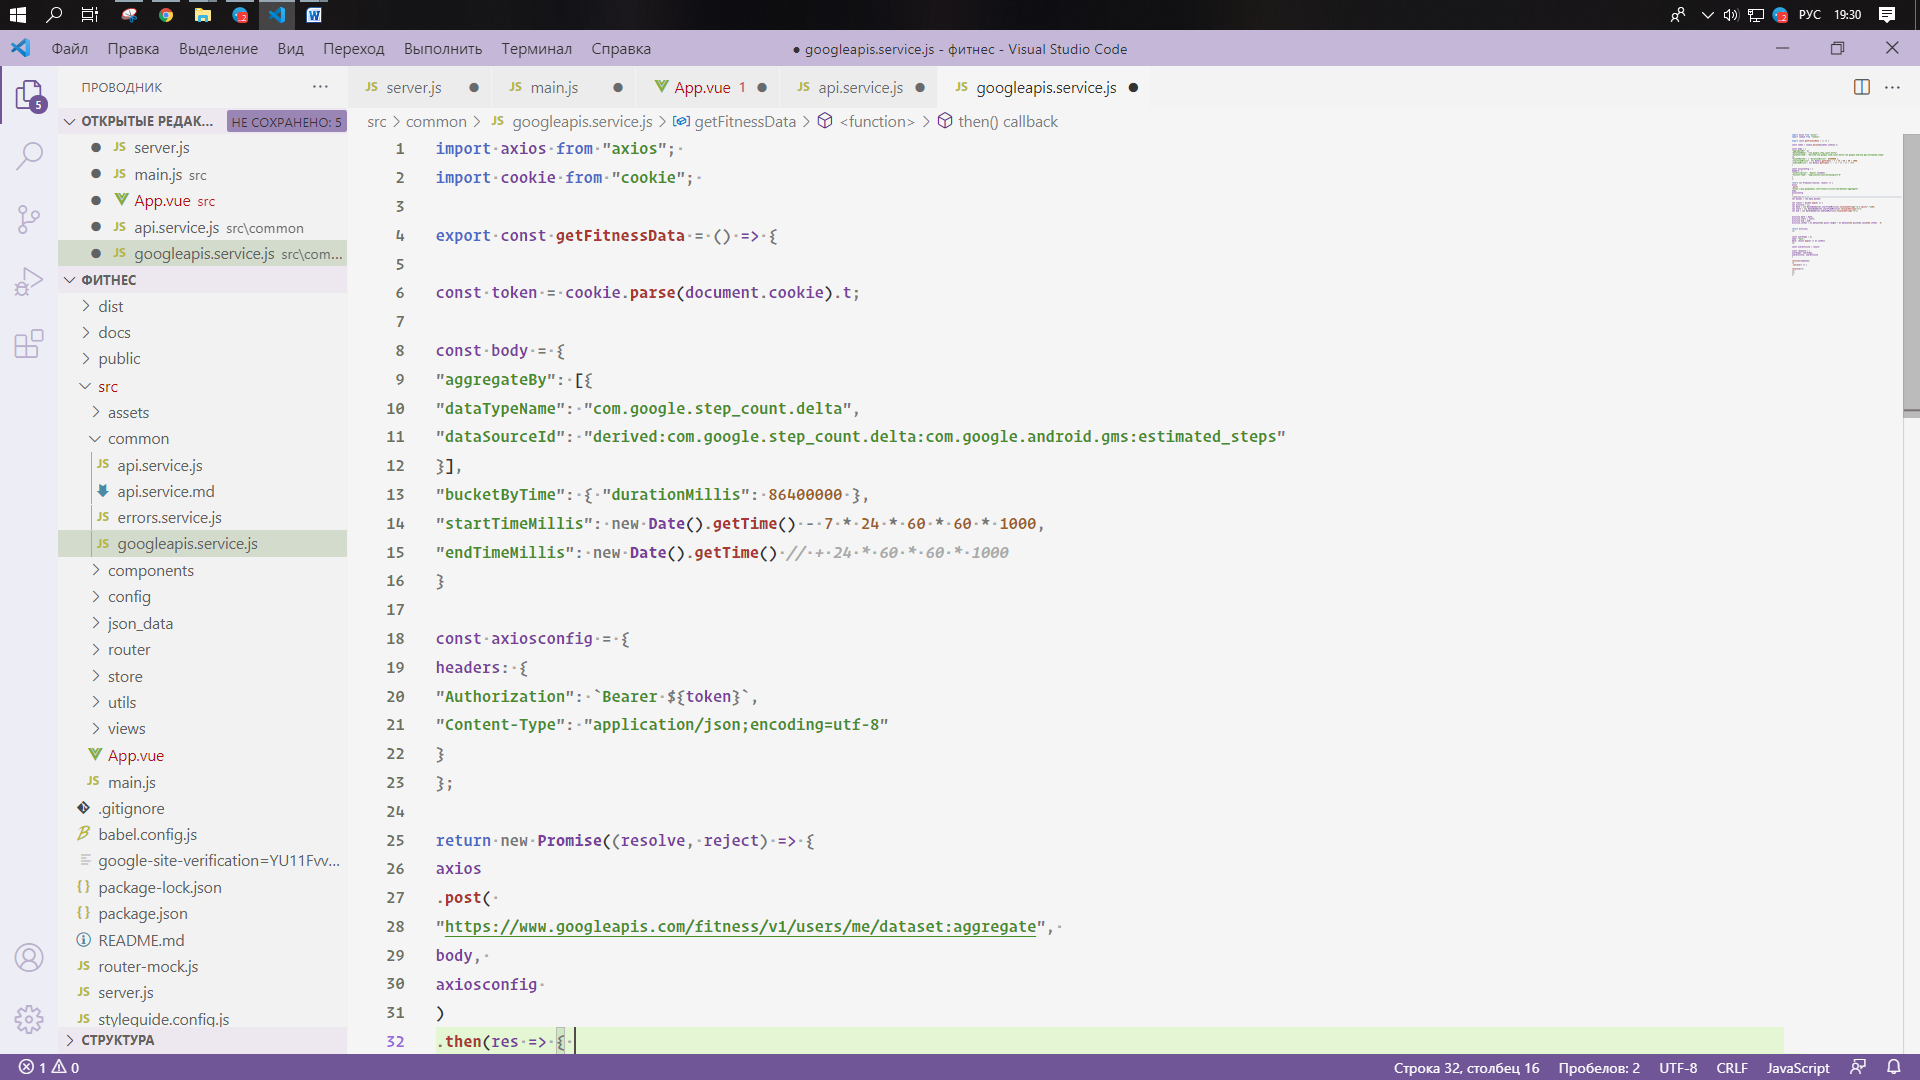 РУС 19:30
Файл Правка Выделение Вид Переход Выполнить Терминал Справка ● googleapis.service.js - фитнес - Visual Studio Code
ПРОВОДНИК ···
ОТКРЫТЫЕ РЕДАК... НЕ СОХРАНЕНО: 5
JS server.js
JS main.js src
App.vue src
JS api.service.js src\common
JS googleapis.service.js src\com...
ФИТНЕС
dist
docs
public
src
assets
common
JS api.service.js
api.service.md
JS errors.service.js
JS googleapis.service.js
components
config
json_data
router
store
utils
views
App.vue
JS main.js
.gitignore
babel.config.js
google-site-verification=YU11Fvv...
{} package-lock.json
{} package.json
README.md
JS router-mock.js
JS server.js
JS styleguide.config.js
СТРУКТУРА
5
JS server.js ● JS main.js ● App.vue 1 ● JS api.service.js ● JS googleapis.service.js ●
src > common > JS googleapis.service.js > getFitnessData > <function> > then() callback
1 import axios from "axios";
2 import cookie from "cookie";
3
4 export const getFitnessData = () => {
5
6 const token = cookie.parse(document.cookie).t;
7
8 const body = {
9 "aggregateBy": [{
10 "dataTypeName": "com.google.step_count.delta",
11 "dataSourceId": "derived:com.google.step_count.delta:com.google.android.gms:estimated_steps"
12 }],
13 "bucketByTime": { "durationMillis": 86400000 },
14 "startTimeMillis": new Date().getTime() - 7 * 24 * 60 * 60 * 1000,
15 "endTimeMillis": new Date().getTime() // + 24 * 60 * 60 * 1000
16 }
17
18 const axiosconfig = {
19 headers: {
20 "Authorization": `Bearer ${token}`,
21 "Content-Type": "application/json;encoding=utf-8"
22 }
23 };
24
25 return new Promise((resolve, reject) => {
26 axios
27 .post(
28 "https://www.googleapis.com/fitness/v1/users/me/dataset:aggregate",
29 body,
30 axiosconfig
31 )
32 .then(res => {
1 0 Строка 32, столбец 16 Пробелов: 2 UTF-8 CRLF JavaScript